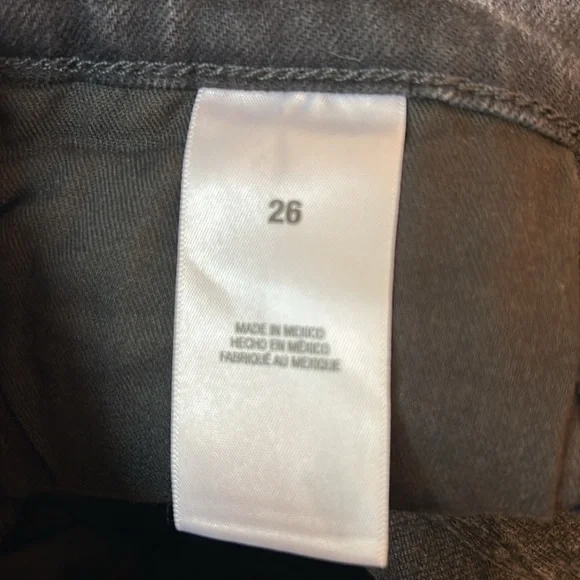 26
MADE IN MEXICO
HECHO EN MÉXICO
FABRIQUÉ AU MEXIQUE